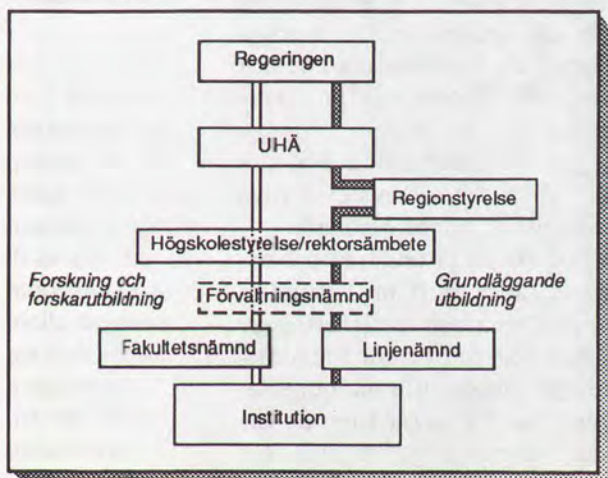 Regeringen
UHÄ
Regionstyrelse
Högskolestyrelse/rektorsämbete
Forskning och
forskarutbildning
Förvaltningsnämnd
Grundläggande
utbildning
Fakultetsnämnd
Linjenämnd
Institution